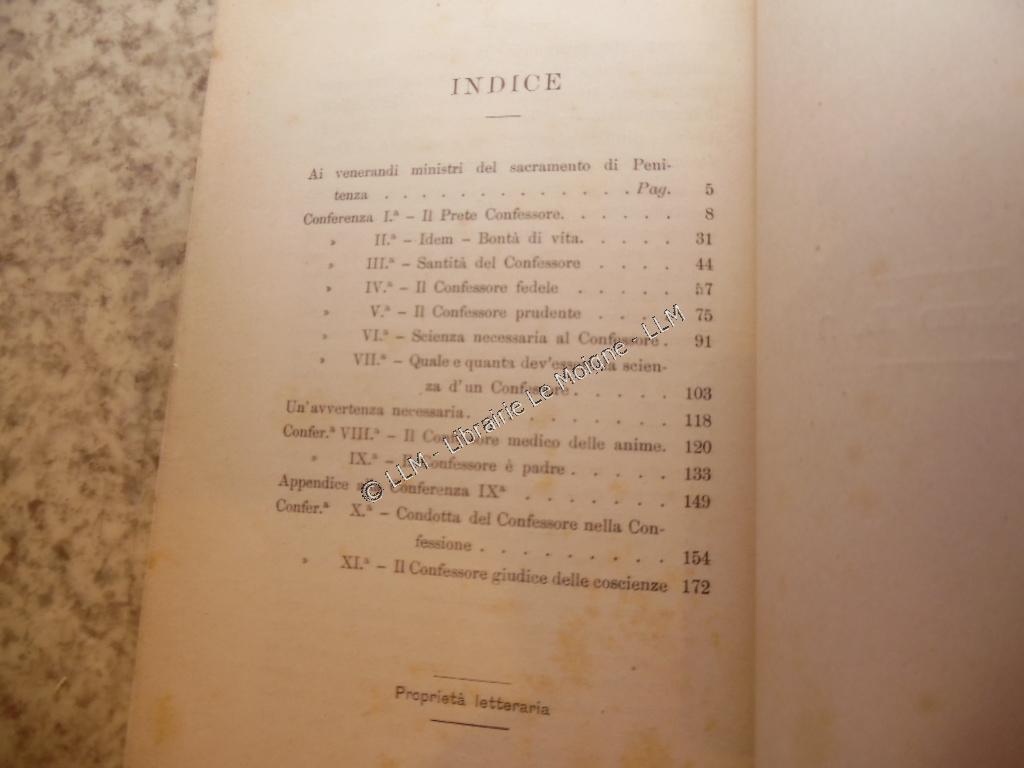 INDICE
Ai venerandi ministri del sacramento di Peni-
tenza . . . . . . . . . . . . . Pag. 5
Conferenza I.ª - Il Prete Confessore. . . . . . 8
» II.ª - Idem - Bontà di vita. . . . . 31
» III.ª - Santità del Confessore . . . . 44
» IV.ª - Il Confessore fedele . . . . . 57
» V.ª - Il Confessore prudente . . . . 75
» VI.ª - Scienza necessaria al Confessore. 91
» VII.ª - Quale e quanta dev'essere la scien-
za d'un Confessore. . . . . 103
Un'avvertenza necessaria. . . . . . . . . . 118
Confer.ª VIII.ª - Il Confessore medico delle anime. 120
» IX.ª - Il Confessore è padre . . . . . 133
Appendice alla Conferenza IXª . . . . . . . 149
Confer.ª X.ª - Condotta del Confessore nella Con-
fessione . . . . . . . . . 154
» XI.ª - Il Confessore giudice delle coscienze 172
Proprietà letteraria
© LLM - Librairie Le Moigne - LLM